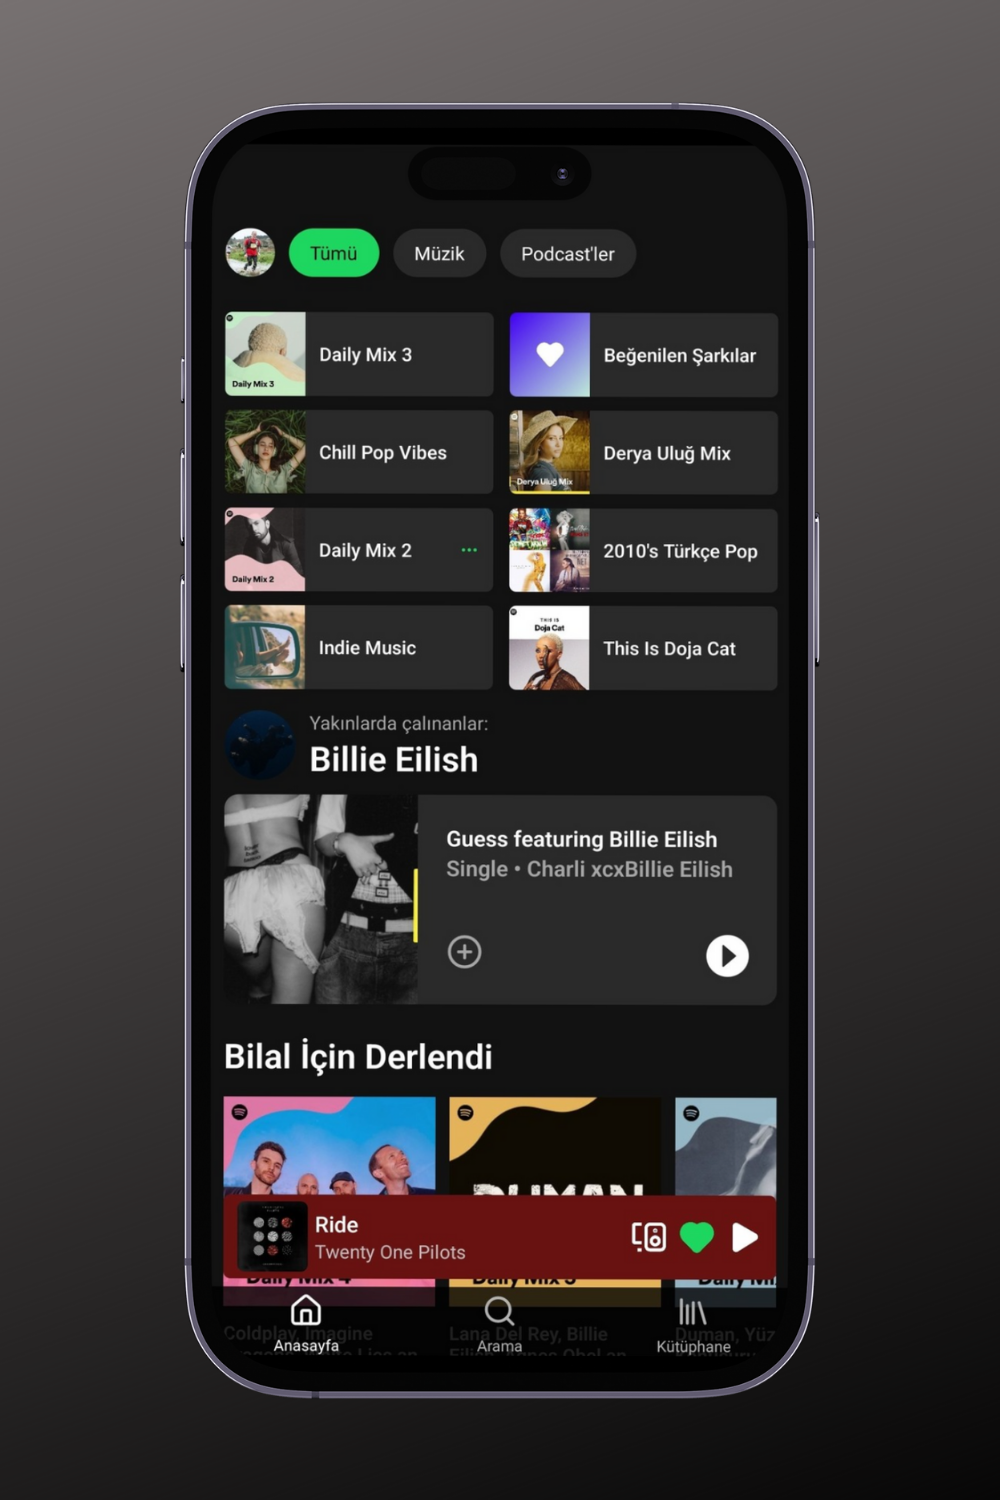 Tümü
Müzik
Podcast'ler
Daily Mix 3
Daily Mix 3
Beğenilen Şarkılar
Chill Pop Vibes
Derya Uluğ Mix
Derya Uluğ Mix
Daily Mix 2
Daily Mix 2
2010's Türkçe Pop
Indie Music
THIS IS
Doja Cat
This Is Doja Cat
Yakınlarda çalınanlar:
Billie Eilish
Guess featuring Billie Eilish
Single • Charli xcxBillie Eilish
Bilal İçin Derlendi
DUMAN
Ride
Twenty One Pilots
Daily Mix 4
Daily Mix 5
Daily Mi
Coldplay, Imagine
Lana Del Rey, Billie
Duman, Yüz
Anasayfa
Arama
Kütüphane